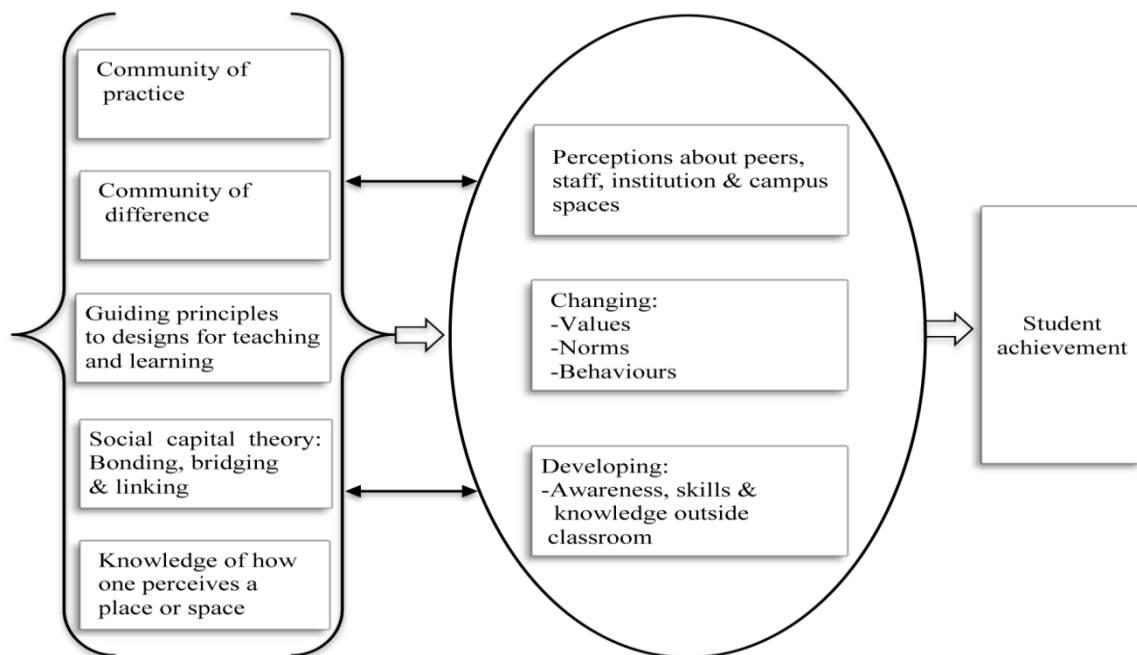 Community of
practice
Community of
difference
Guiding principles
to designs for teaching
and learning
Social capital theory:
Bonding, bridging
& linking
Knowledge of how
one perceives a
place or space
Perceptions about peers,
staff, institution & campus
spaces
Changing:
-Values
-Norms
-Behaviours
Developing:
-Awareness, skills &
knowledge outside
classroom
Student
achievement